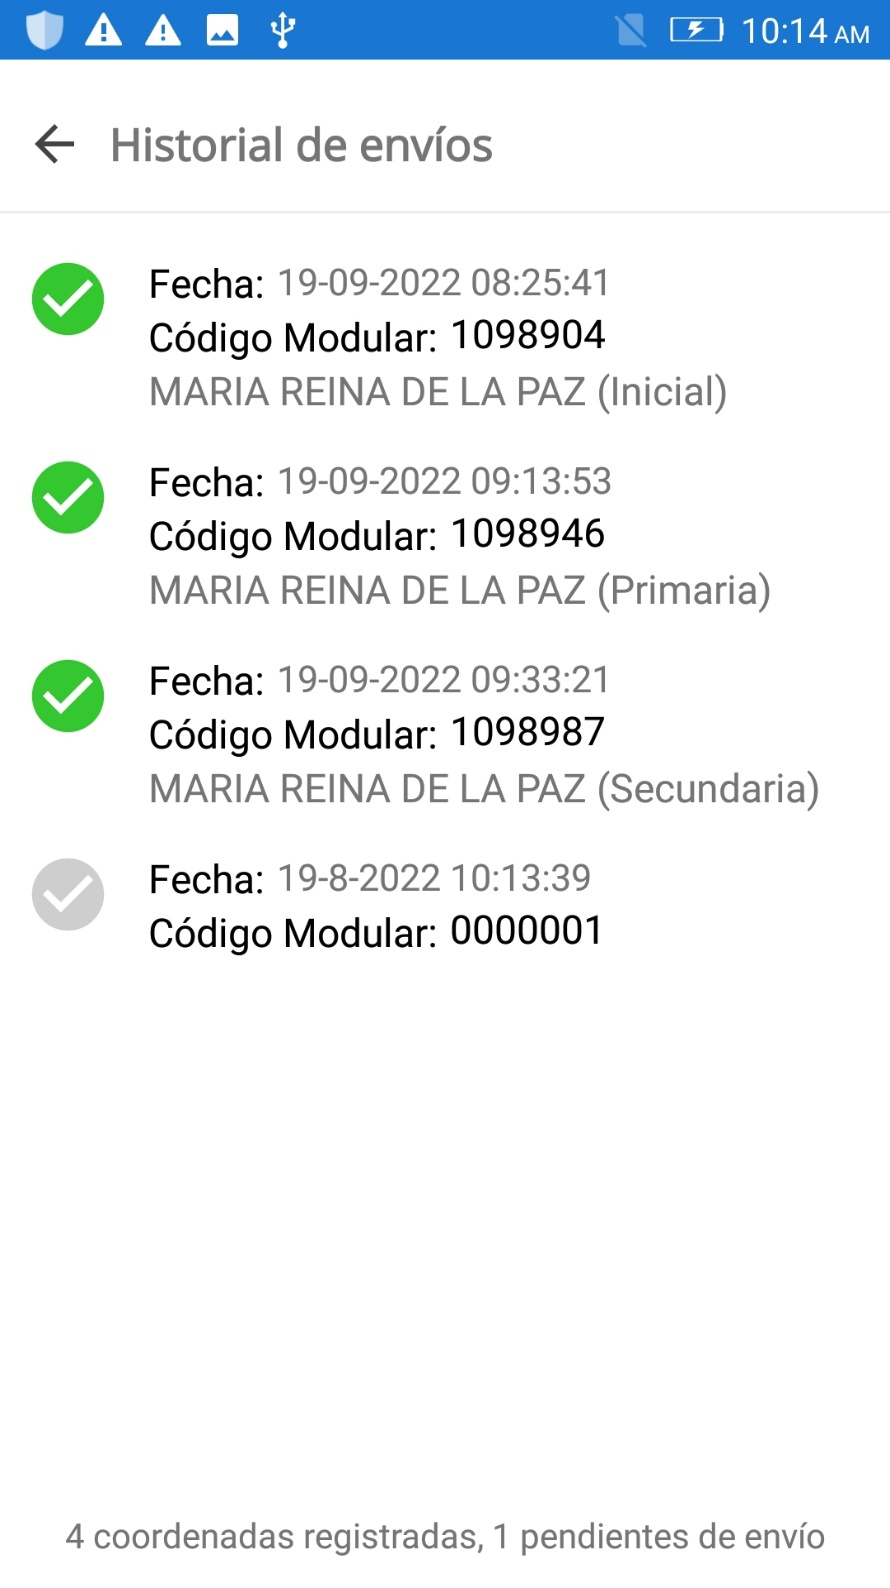 10:14 AM
Historial de envíos
Fecha: 19-09-2022 08:25:41
Código Modular: 1098904
MARIA REINA DE LA PAZ (Inicial)
Fecha: 19-09-2022 09:13:53
Código Modular: 1098946
MARIA REINA DE LA PAZ (Primaria)
Fecha: 19-09-2022 09:33:21
Código Modular: 1098987
MARIA REINA DE LA PAZ (Secundaria)
Fecha: 19-8-2022 10:13:39
Código Modular: 0000001
4 coordenadas registradas, 1 pendientes de envío